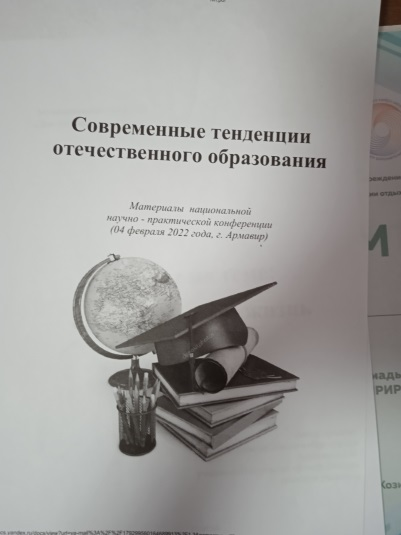 Современные тенденции
отечественного образования
Материалы национальной
научно - практической конференции
(04 февраля 2022 года, г. Армавир)